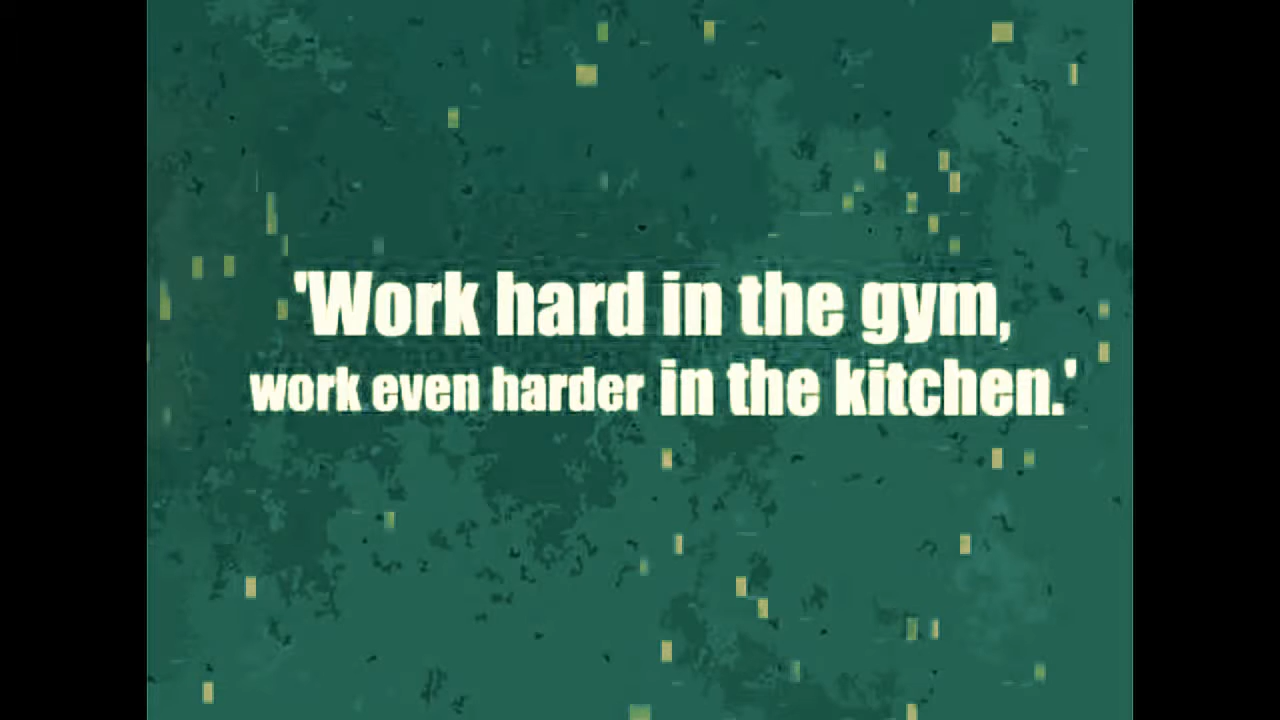 'Work hard in the gym,
work even harder in the kitchen.'